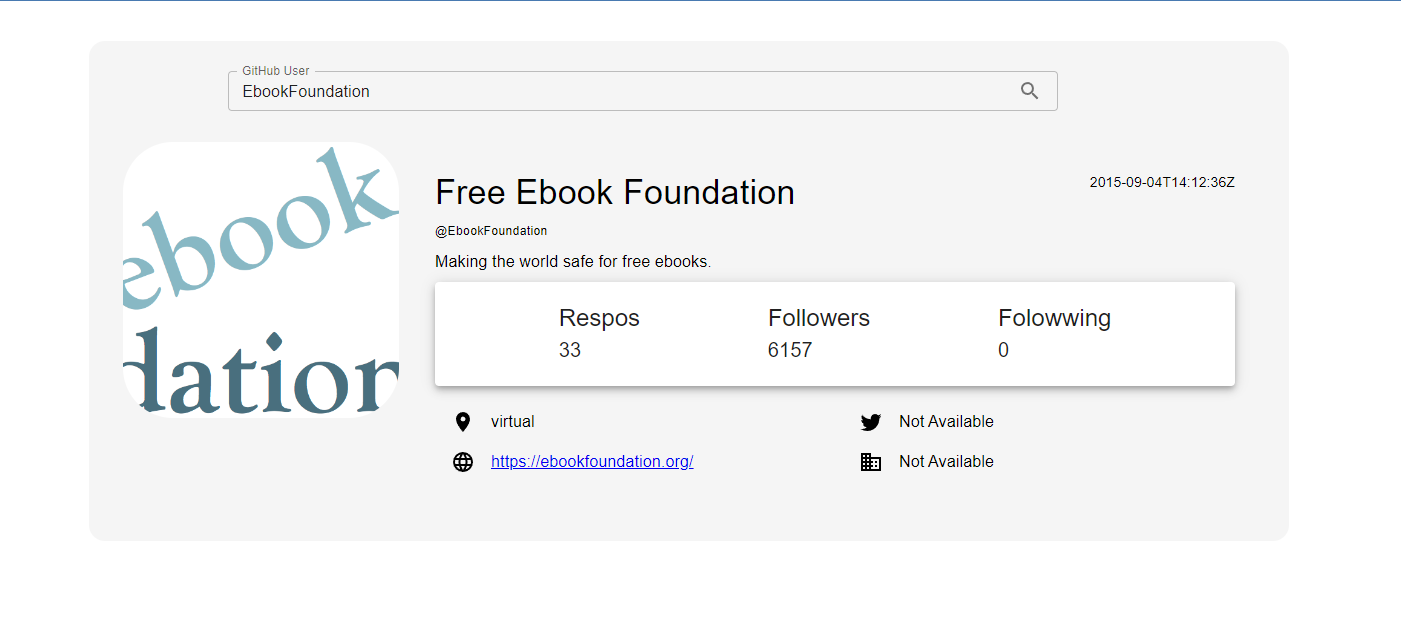 GitHub User
EbookFoundation
ebook
dation
Free Ebook Foundation
2015-09-04T14:12:36Z
@EbookFoundation
Making the world safe for free ebooks.
Respos Followers Folowwing
33 6157 0
virtual Not Available
https://ebookfoundation.org/ Not Available